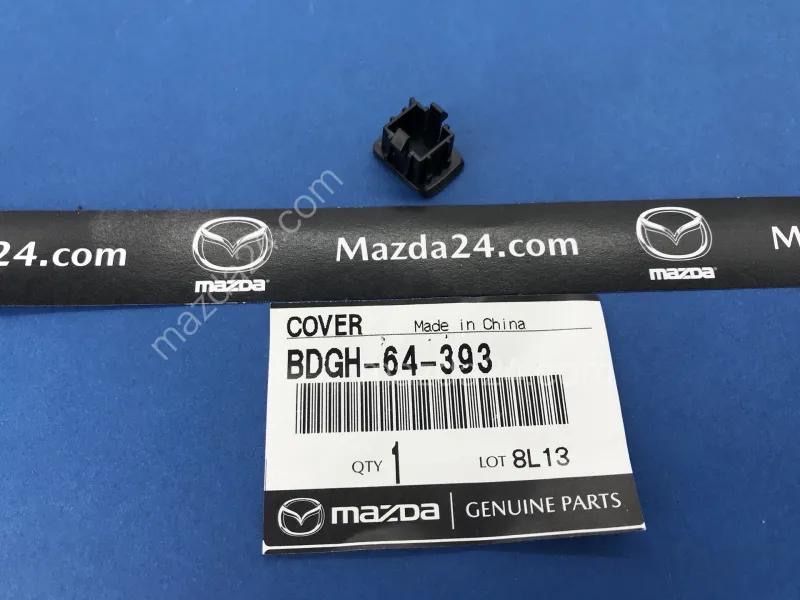 mazda24.com
24.com mazda Mazda24.com mazda Mazda
COVER Made in China
BDGH-64-393
QTY 1 LOT 8L13
mazda GENUINE PARTS